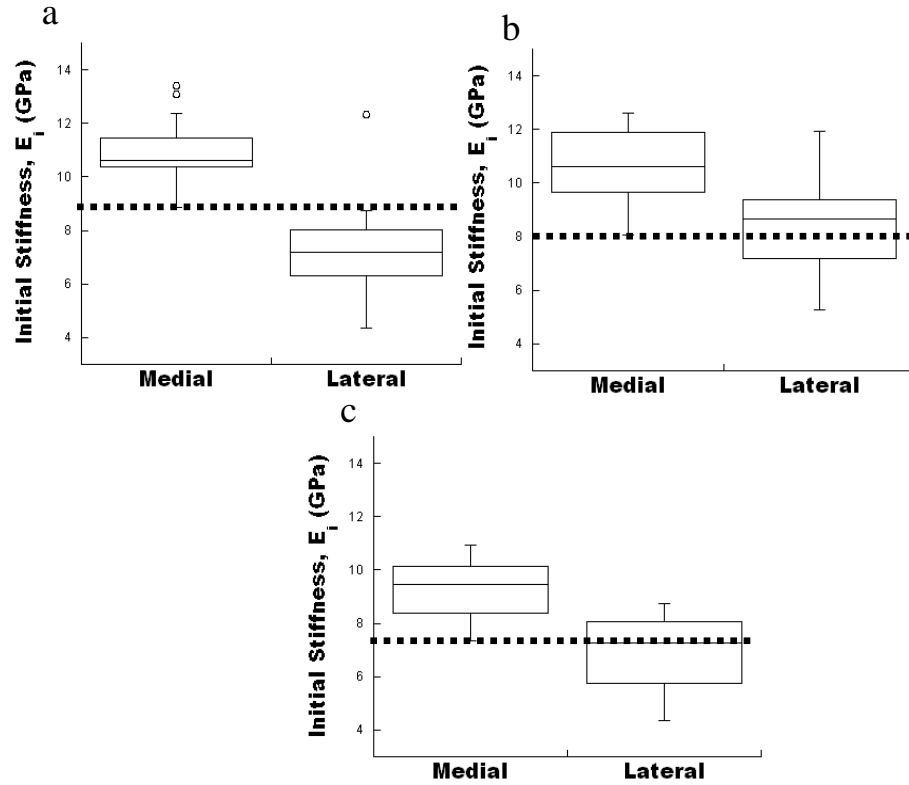 a
Initial Stiffness, E_i (GPa)
14
12
10
8
6
4
Medial Lateral
b
Initial Stiffness, E_i (GPa)
14
12
10
8
6
4
Medial Lateral
c
Initial Stiffness, E_i (GPa)
14
12
10
8
6
4
Medial Lateral